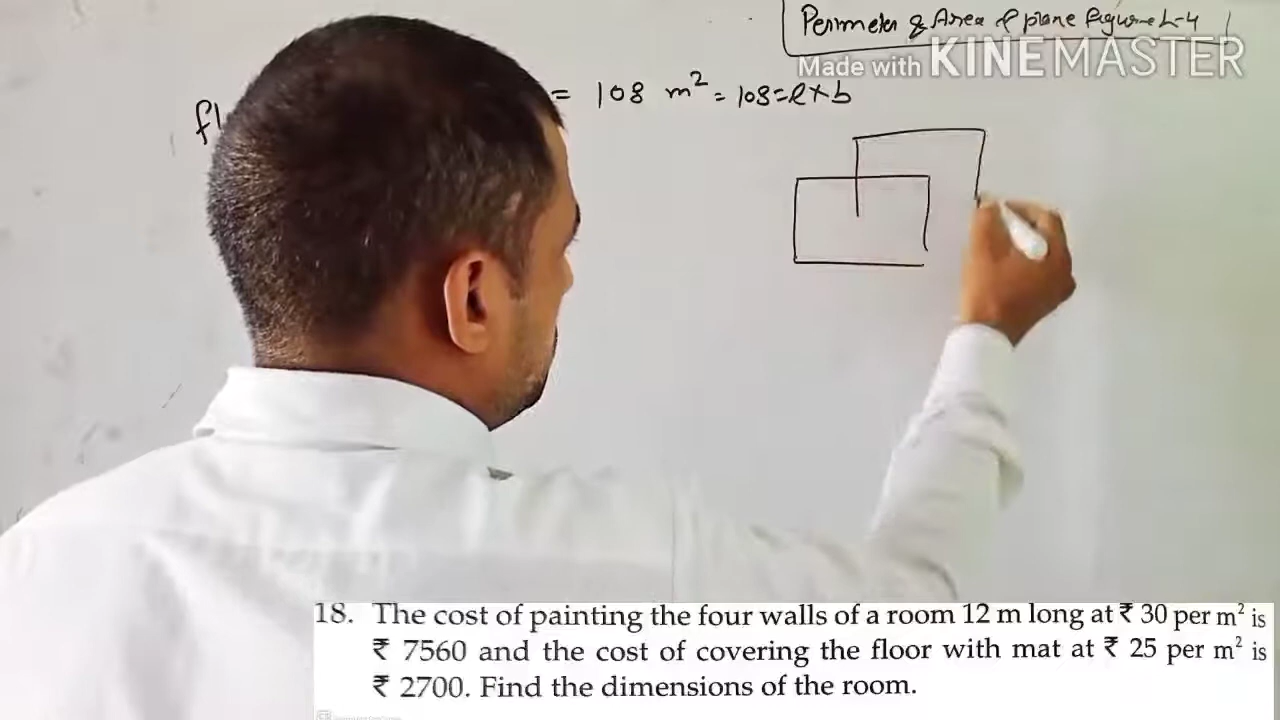 Perimeter & Area of plane figure L-4
Made with KINEMASTER
fl
= 108 m² = 108 = l × b
18. The cost of painting the four walls of a room 12 m long at ₹ 30 per m² is
₹ 7560 and the cost of covering the floor with mat at ₹ 25 per m² is
₹ 2700. Find the dimensions of the room.